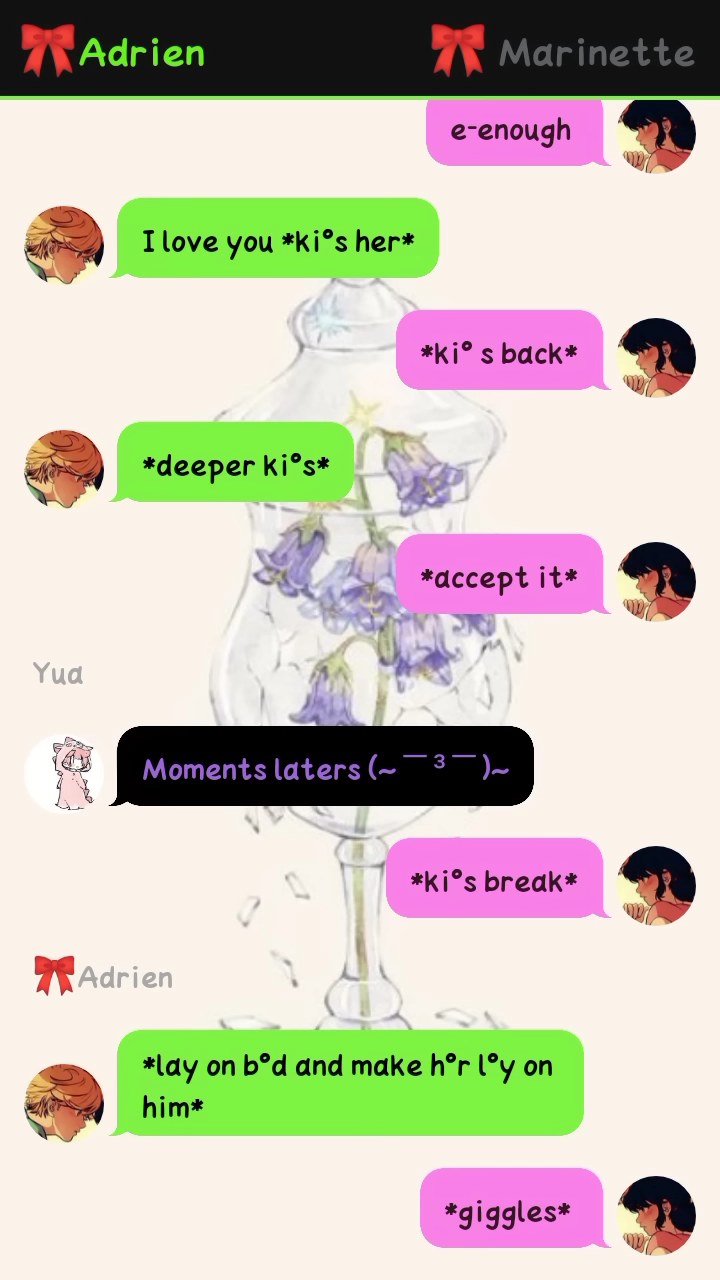 🎀Adrien
🎀 Marinette
e-enough
I love you *ki°s her*
*ki° s back*
*deeper ki°s*
*accept it*
Yua
Moments laters (~ ￣ ³ ￣ )~
*ki°s break*
🎀Adrien
*lay on b°d and make h°r l°y on
him*
*giggles*